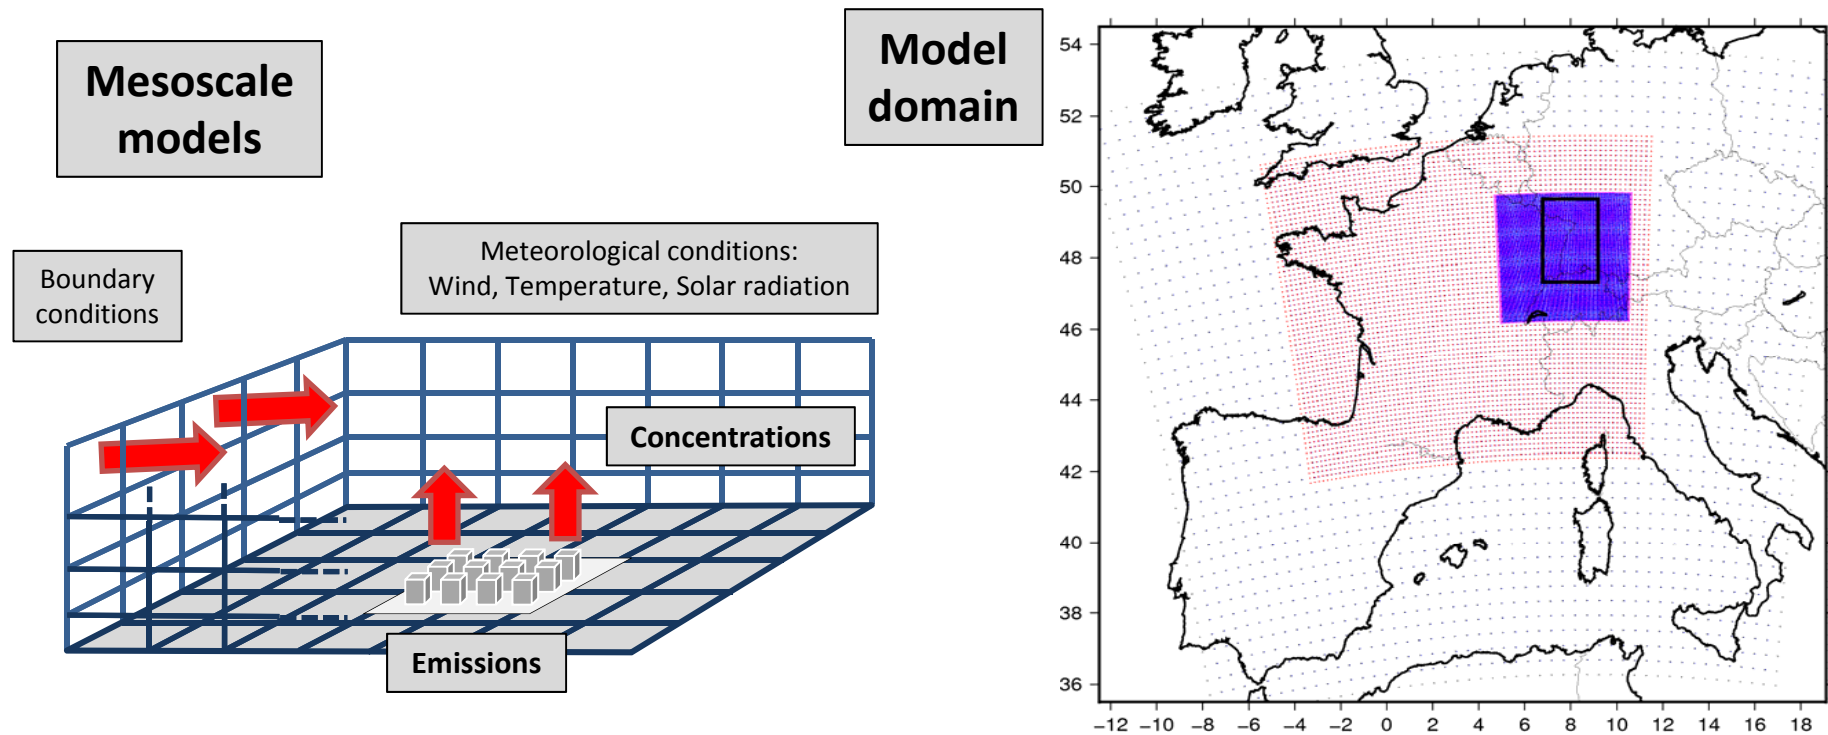 Mesoscale
models
Model
domain
Boundary
conditions
Meteorological conditions:
Wind, Temperature, Solar radiation
Concentrations
Emissions
54
52
50
48
46
44
42
40
38
36
−12 −10 −8 −6 −4 −2 0 2 4 6 8 10 12 14 16 18